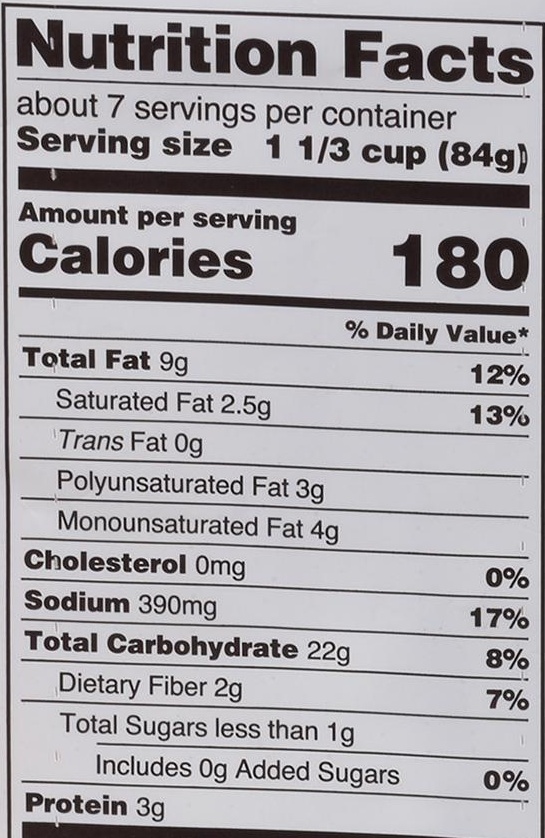 Nutrition Facts
about 7 servings per container
Serving size 1 1/3 cup (84g)
Amount per serving
Calories 180
% Daily Value*
Total Fat 9g 12%
Saturated Fat 2.5g 13%
Trans Fat 0g
Polyunsaturated Fat 3g
Monounsaturated Fat 4g
Cholesterol 0mg 0%
Sodium 390mg 17%
Total Carbohydrate 22g 8%
Dietary Fiber 2g 7%
Total Sugars less than 1g
Includes 0g Added Sugars 0%
Protein 3g